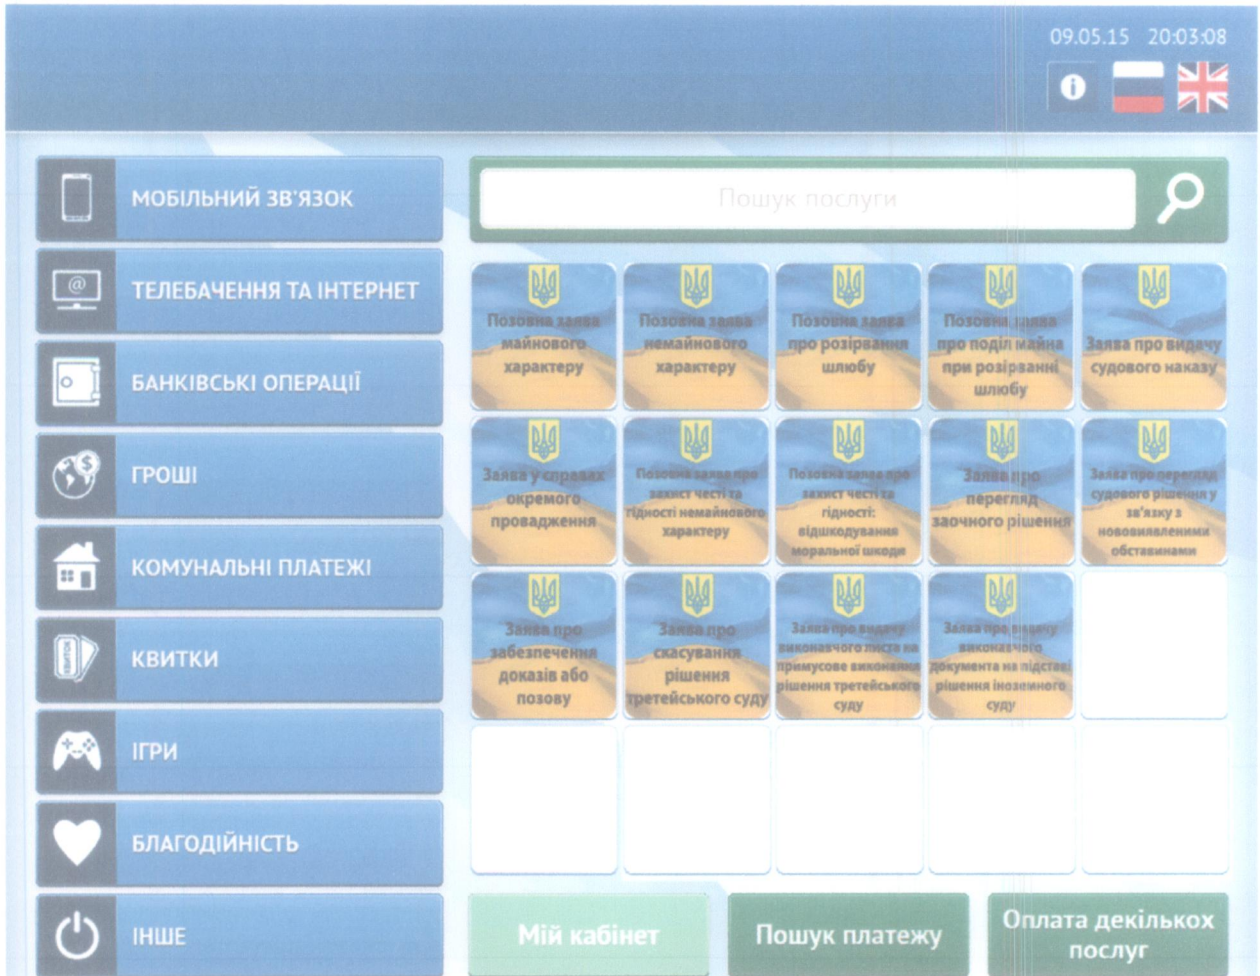 09.05.15 20:03:08
МОБІЛЬНИЙ ЗВ'ЯЗОК
ТЕЛЕБАЧЕННЯ ТА ІНТЕРНЕТ
БАНКІВСЬКІ ОПЕРАЦІЇ
ГРОШІ
КОМУНАЛЬНІ ПЛАТЕЖІ
КВИТОК
КВИТКИ
ІГРИ
БЛАГОДІЙНІСТЬ
ІНШЕ
Пошук послуги
Позовна заява
майнового
характеру
Позовна заява
немайнового
характеру
Позовна заява
про розірвання
шлюбу
Позовна заява
про поділ майна
при розірванні
шлюбу
Заява про видачу
судового наказу
Заява у справах
окремого
провадження
Позовна заява про
захист честі та
гідності немайнового
характеру
Позовна заява про
захист честі та
гідності:
відшкодування
моральної шкоди
Заява про
перегляд
заочного рішення
Заява про перегляд
судового рішення у
зв'язку з
нововиявленими
обставинами
Заява про
забезпечення
доказів або
позову
Заява про
скасування
рішення
третейського суду
Заява про видачу
виконавчого листа на
примусове виконання
рішення третейського
суду
Заява про видачу
виконавчого
документа на підставі
рішення іноземного
суду
Мій кабінет
Пошук платежу
Оплата декількох
послуг